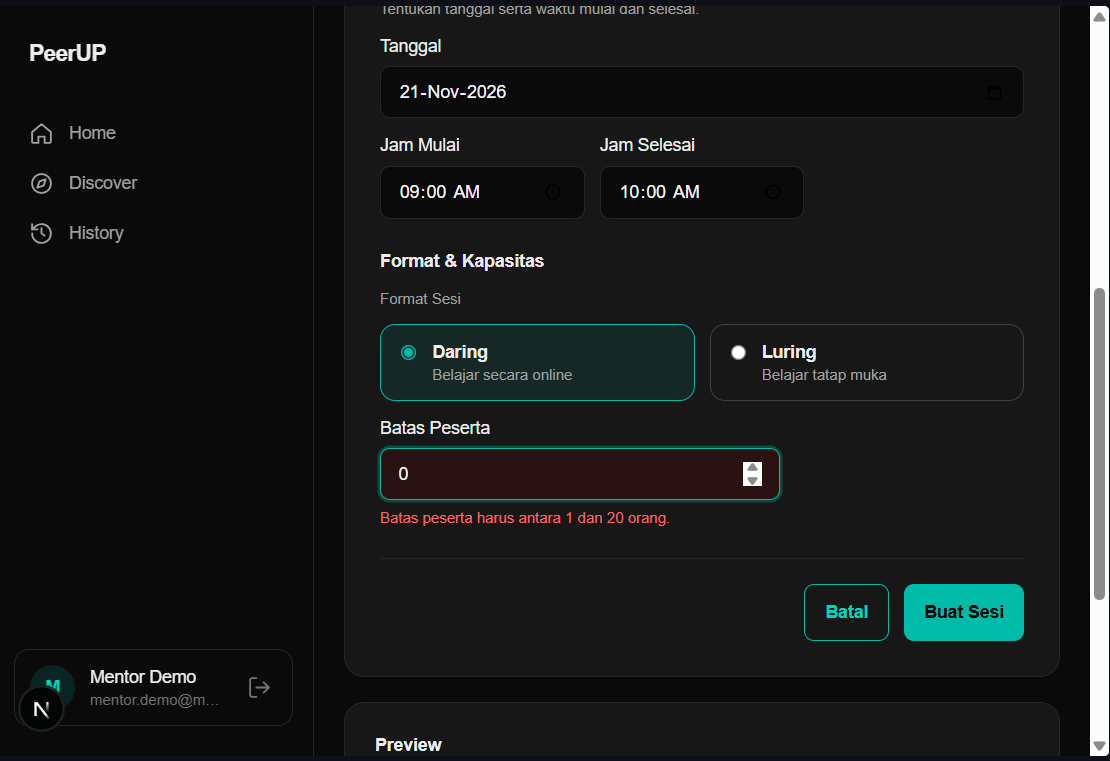 PeerUP
Home
Discover
History
M
Mentor Demo
mentor.demo@m...
N
Tentukan tanggal serta waktu mulai dan selesai.
Tanggal
21-Nov-2026
Jam Mulai
Jam Selesai
09:00 AM
10:00 AM
Format & Kapasitas
Format Sesi
Daring
Belajar secara online
Luring
Belajar tatap muka
Batas Peserta
0
Batas peserta harus antara 1 dan 20 orang.
Batal
Buat Sesi
Preview